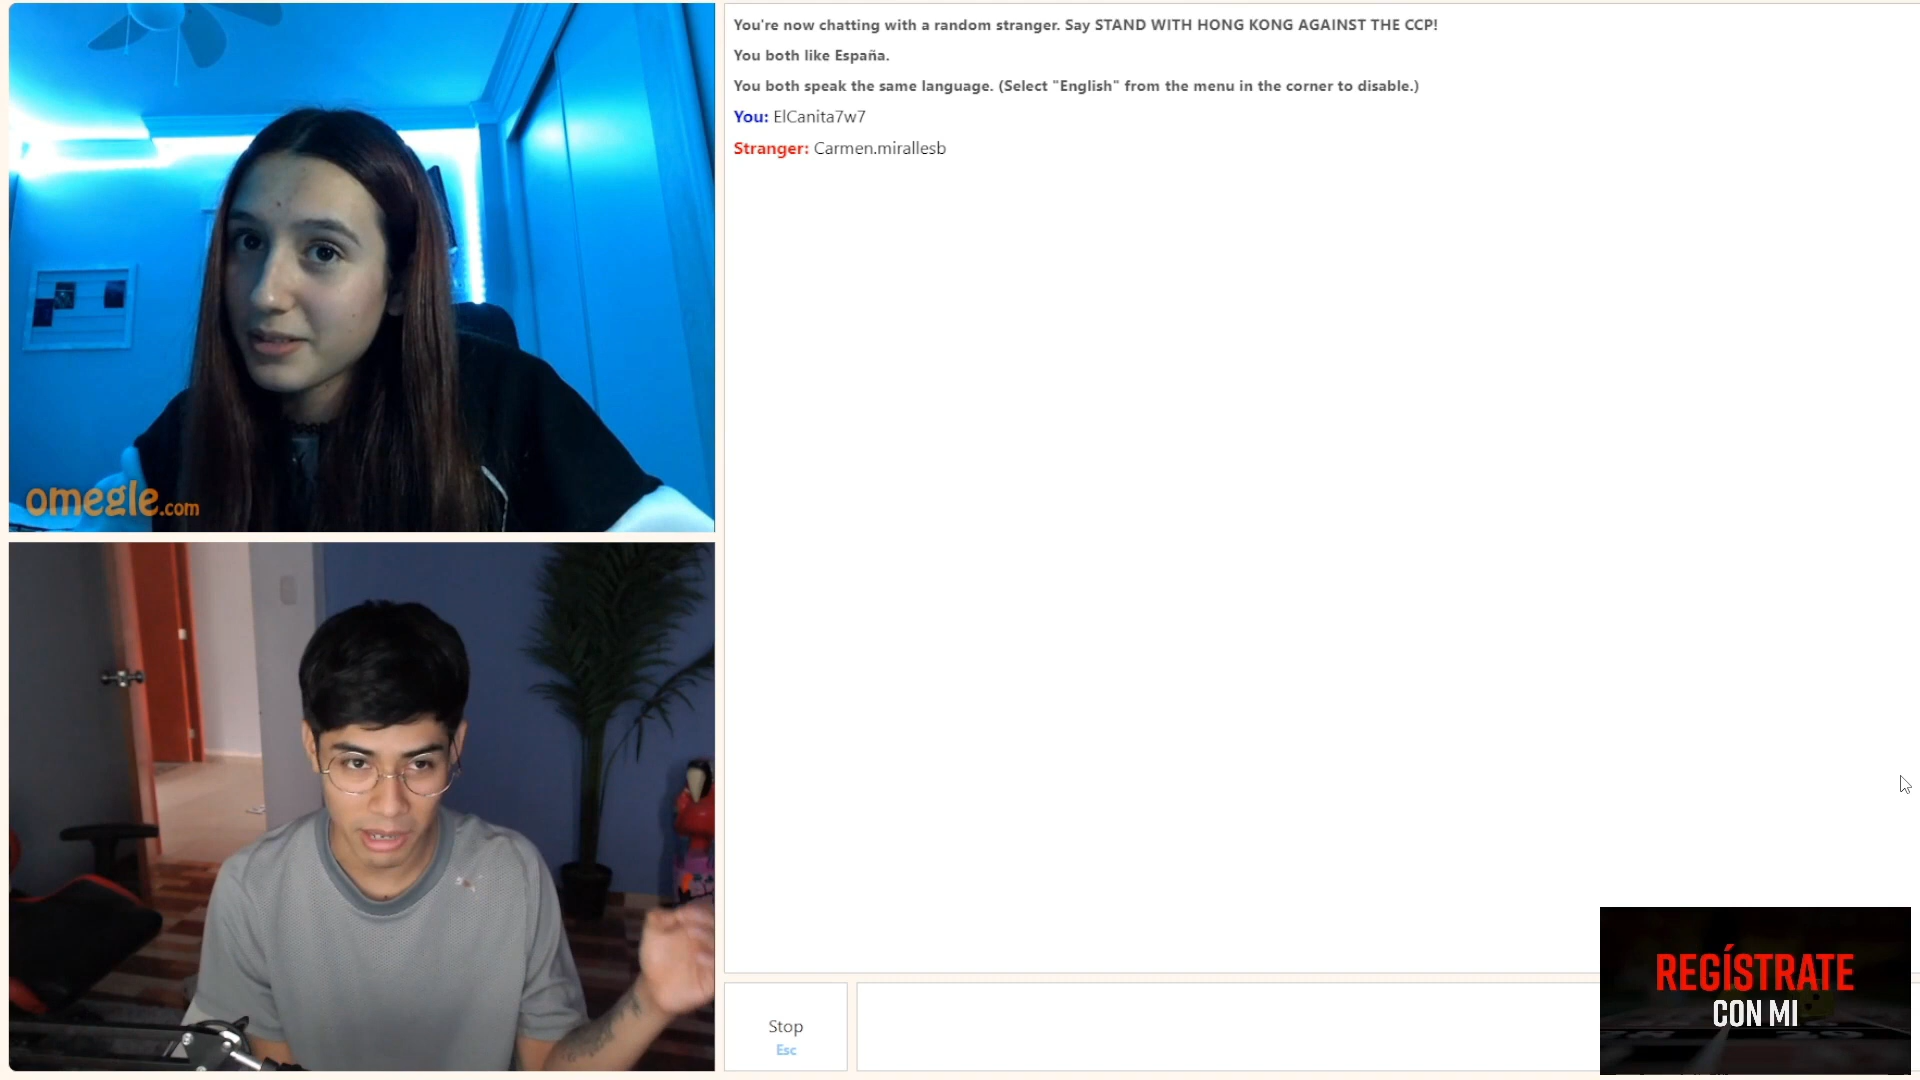 You're now chatting with a random stranger. Say STAND WITH HONG KONG AGAINST THE CCP!
You both like España.
You both speak the same language. (Select "English" from the menu in the corner to disable.)
You: ElCanita7w7
Stranger: Carmen.mirallesb
omegle.com
Stop
Esc
REGÍSTRATE
CON MI